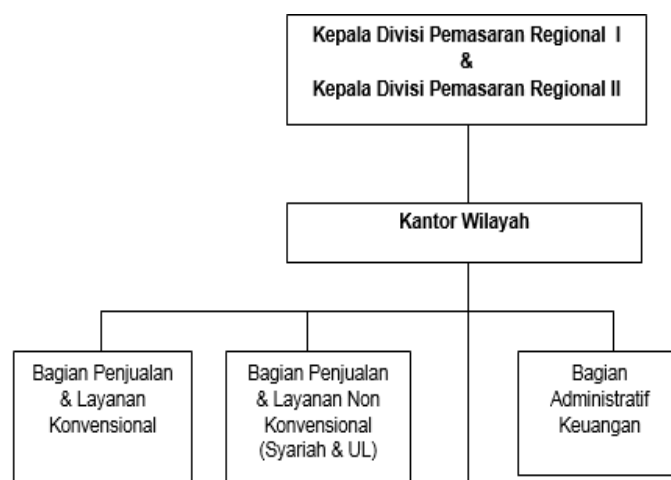 Kepala Divisi Pemasaran Regional I
&
Kepala Divisi Pemasaran Regional II
Kantor Wilayah
Bagian Penjualan
& Layanan
Konvensional
Bagian Penjualan
& Layanan Non
Konvensional
(Syariah & UL)
Bagian
Administratif
Keuangan